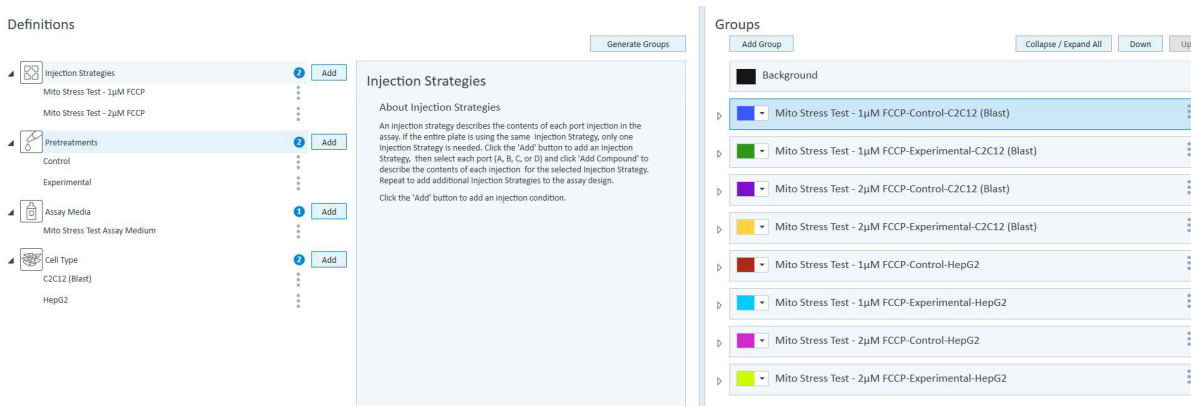 Definitions
Generate Groups
Injection Strategies
2
Add
Mito Stress Test - 1µM FCCP
Mito Stress Test - 2µM FCCP
Pretreatments
2
Add
Control
Experimental
Assay Media
1
Add
Mito Stress Test Assay Medium
Cell Type
2
Add
C2C12 (Blast)
HepG2
Injection Strategies
About Injection Strategies
An injection strategy describes the contents of each port injection in the
assay. If the entire plate is using the same Injection Strategy, only one
Injection Strategy is needed. Click the 'Add' button to add an Injection
Strategy, then select each port (A, B, C, or D) and click 'Add Compound' to
describe the contents of each injection for the selected Injection Strategy.
Repeat to add additional Injection Strategies to the assay design.
Click the 'Add' button to add an injection condition.
Groups
Add Group
Collapse / Expand All
Down
Up
Background
Mito Stress Test - 1µM FCCP-Control-C2C12 (Blast)
Mito Stress Test - 1µM FCCP-Experimental-C2C12 (Blast)
Mito Stress Test - 2µM FCCP-Control-C2C12 (Blast)
Mito Stress Test - 2µM FCCP-Experimental-C2C12 (Blast)
Mito Stress Test - 1µM FCCP-Control-HepG2
Mito Stress Test - 1µM FCCP-Experimental-HepG2
Mito Stress Test - 2µM FCCP-Control-HepG2
Mito Stress Test - 2µM FCCP-Experimental-HepG2